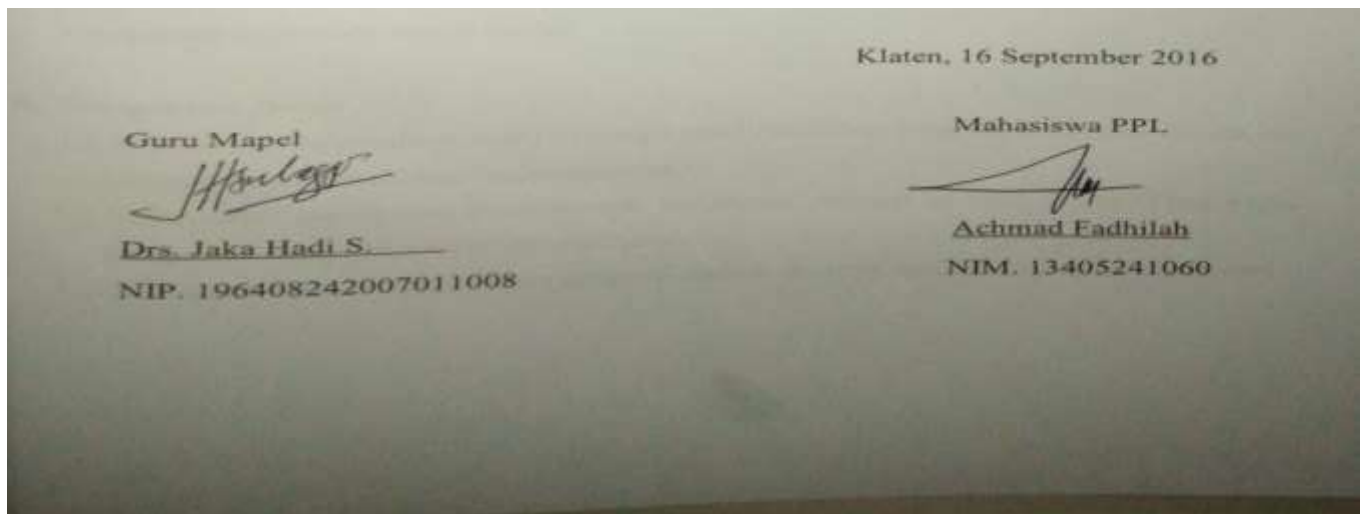 Klaten, 16 September 2016
Guru Mapel
Mahasiswa PPL
Drs. Jaka Hadi S.
Achmad Fadhilah
NIP. 196408242007011008
NIM. 13405241060